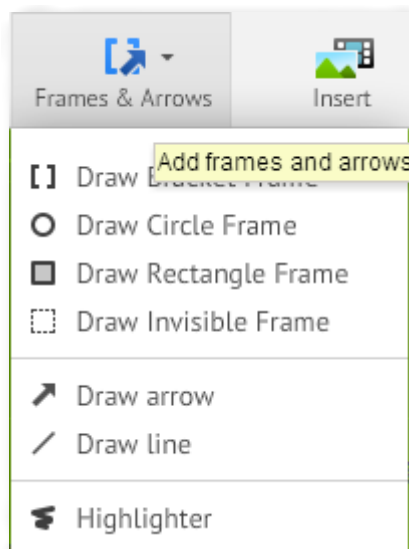 Frames & Arrows
Insert
Add frames and arrows
Draw Bracket Frame
Draw Circle Frame
Draw Rectangle Frame
Draw Invisible Frame
Draw arrow
Draw line
Highlighter